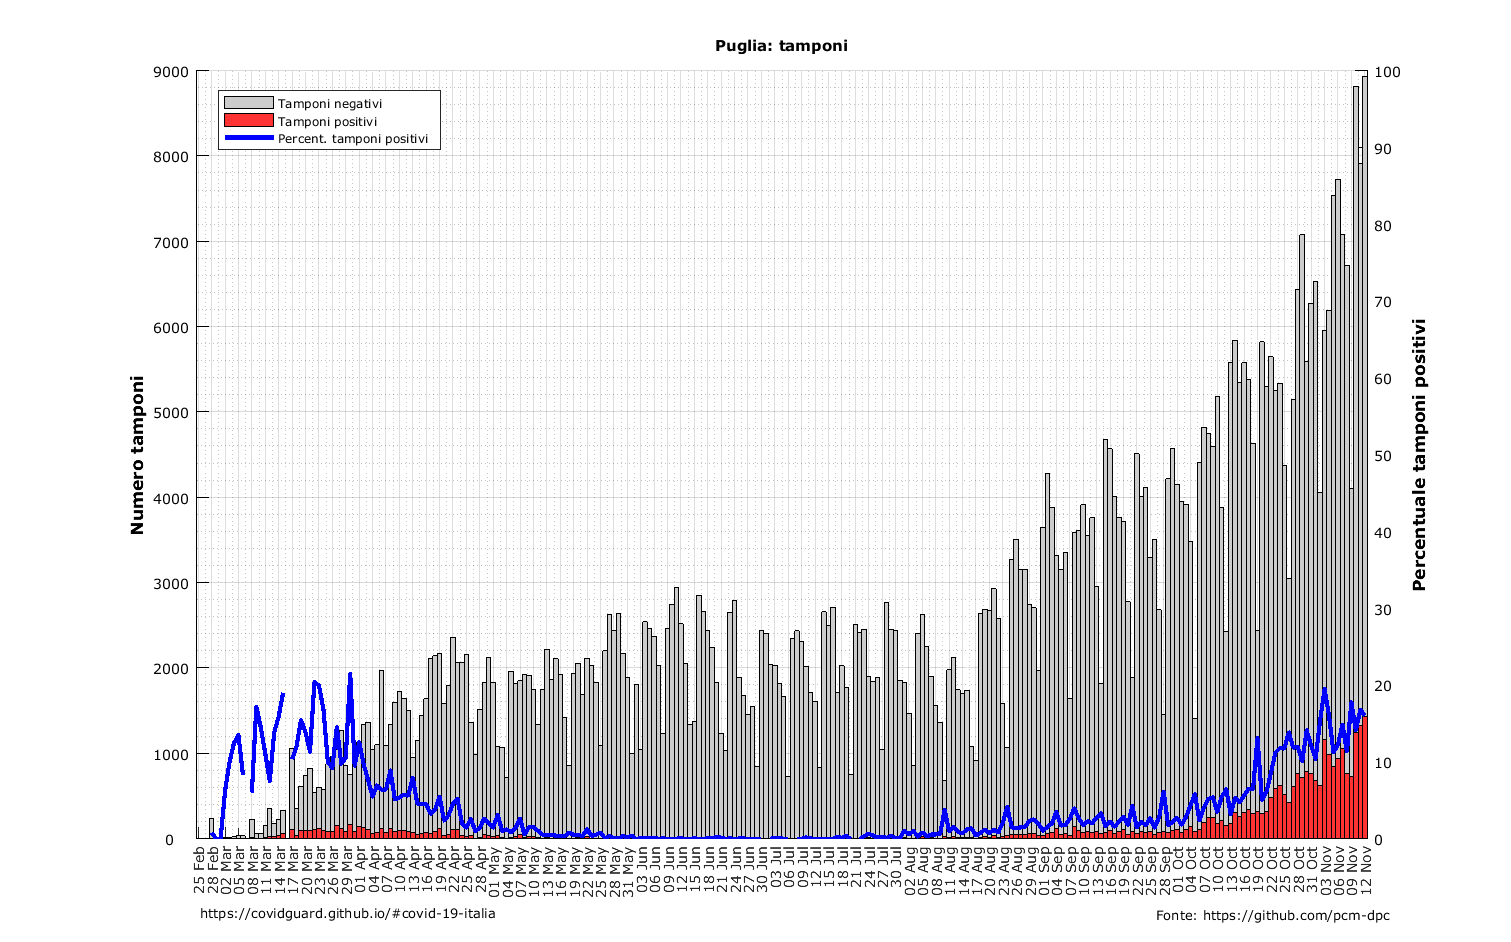 Puglia: tamponi
Tamponi negativi
Tamponi positivi
Percent. tamponi positivi
Numero tamponi
9000
8000
7000
6000
5000
4000
3000
2000
1000
0
100
90
80
70
60
50
40
30
20
10
0
Percentuale tamponi positivi
25 Feb
28 Feb
02 Mar
05 Mar
08 Mar
11 Mar
14 Mar
17 Mar
20 Mar
23 Mar
26 Mar
29 Mar
01 Apr
04 Apr
07 Apr
10 Apr
13 Apr
16 Apr
19 Apr
22 Apr
25 Apr
28 Apr
01 May
04 May
07 May
10 May
13 May
16 May
19 May
22 May
25 May
28 May
31 May
03 Jun
06 Jun
09 Jun
12 Jun
15 Jun
18 Jun
21 Jun
24 Jun
27 Jun
30 Jun
03 Jul
06 Jul
09 Jul
12 Jul
15 Jul
18 Jul
21 Jul
24 Jul
27 Jul
30 Jul
02 Aug
05 Aug
08 Aug
11 Aug
14 Aug
17 Aug
20 Aug
23 Aug
26 Aug
29 Aug
01 Sep
04 Sep
07 Sep
10 Sep
13 Sep
16 Sep
19 Sep
22 Sep
25 Sep
28 Sep
01 Oct
04 Oct
07 Oct
10 Oct
13 Oct
16 Oct
19 Oct
22 Oct
25 Oct
28 Oct
31 Oct
03 Nov
06 Nov
09 Nov
12 Nov
https://covidguard.github.io/#covid-19-italia
Fonte: https://github.com/pcm-dpc